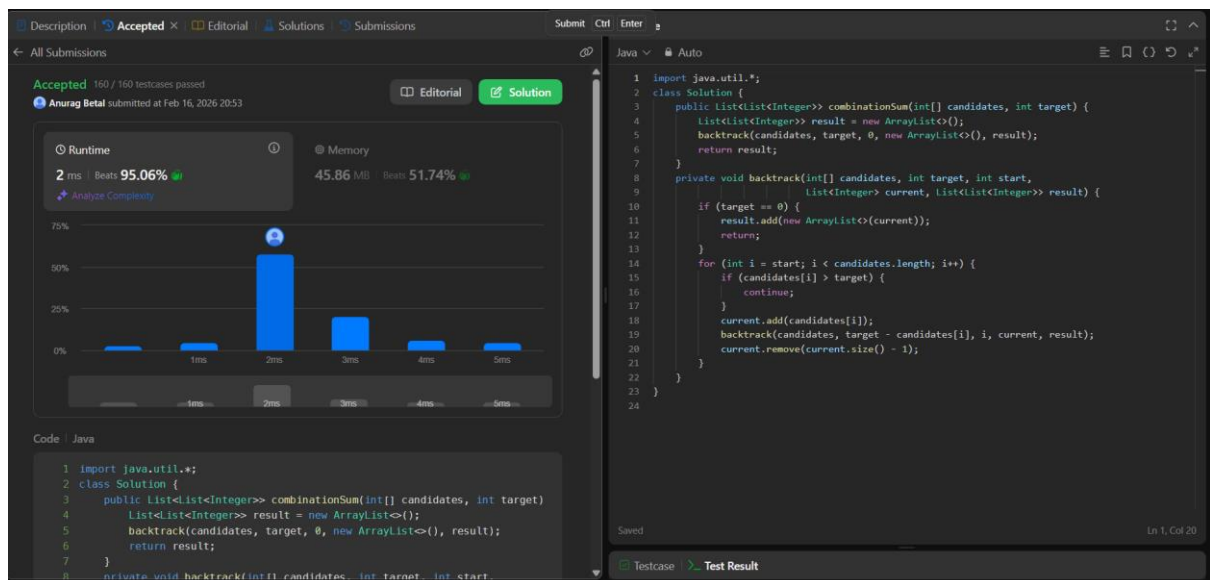 Description
Accepted ×
Editorial
Solutions
Submissions
Submit Ctrl Enter
All Submissions
Accepted 160 / 160 testcases passed
Anurag Betal submitted at Feb 16, 2026 20:53
Editorial
Solution
Runtime
2 ms Beats 95.06%
Analyze Complexity
Memory
45.86 MB Beats 51.74%
75%
50%
25%
0%
1ms 2ms 3ms 4ms 5ms
1ms 2ms 3ms 4ms 5ms
Code Java
1 import java.util.*;
2 class Solution {
3 public List<List<Integer>> combinationSum(int[] candidates, int target)
4 List<List<Integer>> result = new ArrayList<>();
5 backtrack(candidates, target, 0, new ArrayList<>(), result);
6 return result;
7 }
8 private void backtrack(int[] candidates, int target, int start,
Java Auto
1 import java.util.*;
2 class Solution {
3 public List<List<Integer>> combinationSum(int[] candidates, int target) {
4 List<List<Integer>> result = new ArrayList<>();
5 backtrack(candidates, target, 0, new ArrayList<>(), result);
6 return result;
7 }
8 private void backtrack(int[] candidates, int target, int start,
9 List<Integer> current, List<List<Integer>> result) {
10 if (target == 0) {
11 result.add(new ArrayList<>(current));
12 return;
13 }
14 for (int i = start; i < candidates.length; i++) {
15 if (candidates[i] > target) {
16 continue;
17 }
18 current.add(candidates[i]);
19 backtrack(candidates, target - candidates[i], i, current, result);
20 current.remove(current.size() - 1);
21 }
22 }
23 }
24
Saved
Ln 1, Col 20
Testcase
>_ Test Result